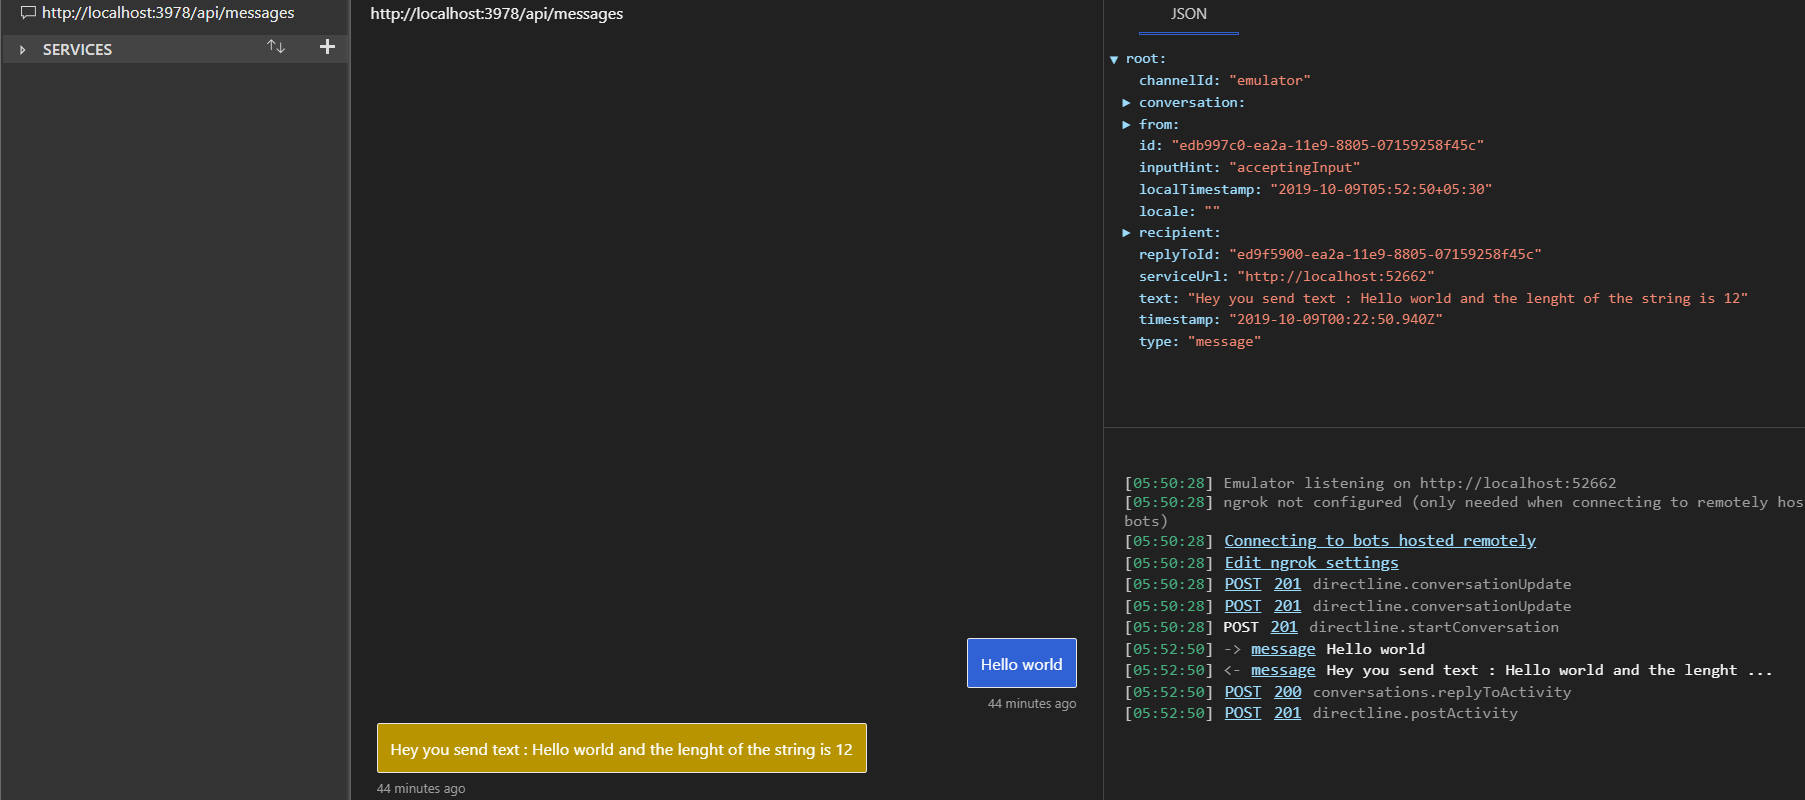 http://localhost:3978/api/messages
SERVICES
http://localhost:3978/api/messages
Hello world
44 minutes ago
Hey you send text : Hello world and the lenght of the string is 12
44 minutes ago
JSON
root:
channelId: "emulator"
conversation:
from:
id: "edb997c0-ea2a-11e9-8805-07159258f45c"
inputHint: "acceptingInput"
localTimestamp: "2019-10-09T05:52:50+05:30"
locale: ""
recipient:
replyToId: "ed9f5900-ea2a-11e9-8805-07159258f45c"
serviceUrl: "http://localhost:52662"
text: "Hey you send text : Hello world and the lenght of the string is 12"
timestamp: "2019-10-09T00:22:50.940Z"
type: "message"
[05:50:28] Emulator listening on http://localhost:52662
[05:50:28] ngrok not configured (only needed when connecting to remotely hos
bots)
[05:50:28] Connecting to bots hosted remotely
[05:50:28] Edit ngrok settings
[05:50:28] POST 201 directline.conversationUpdate
[05:50:28] POST 201 directline.conversationUpdate
[05:50:28] POST 201 directline.startConversation
[05:52:50] -> message Hello world
[05:52:50] <- message Hey you send text : Hello world and the lenght ...
[05:52:50] POST 200 conversations.replyToActivity
[05:52:50] POST 201 directline.postActivity